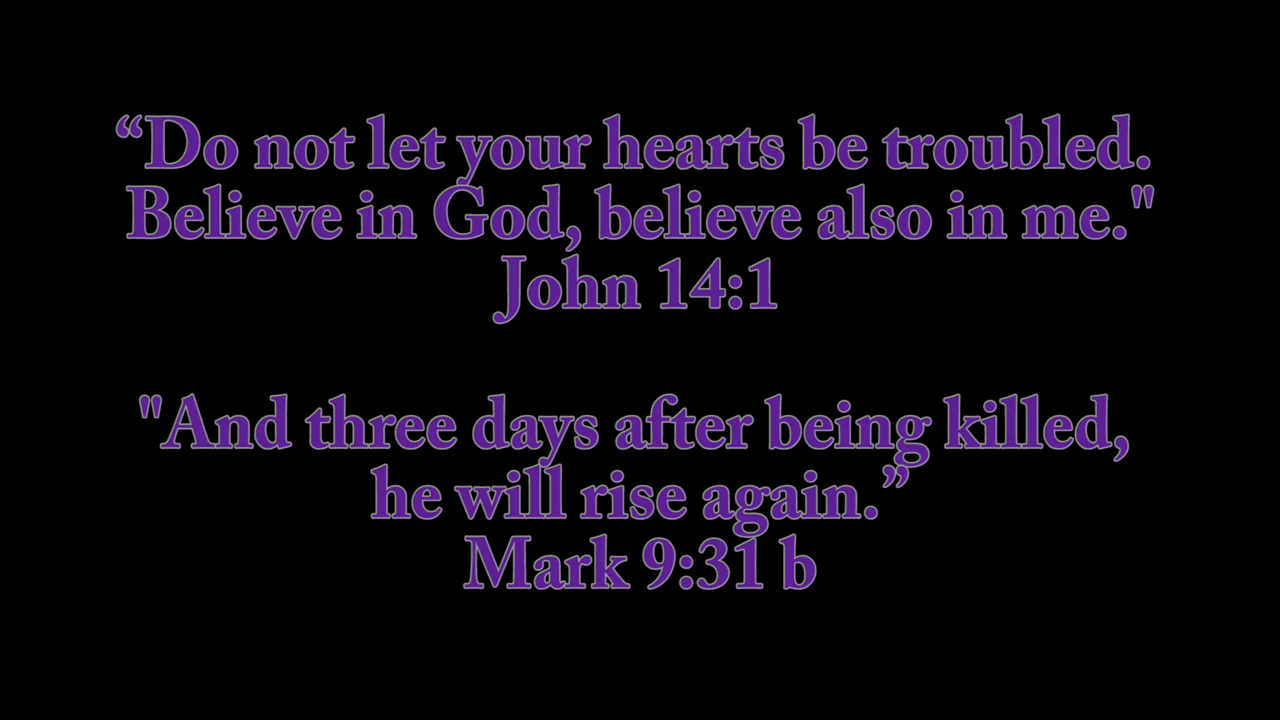 “Do not let your hearts be troubled.
Believe in God, believe also in me."
John 14:1
"And three days after being killed,
he will rise again.”
Mark 9:31 b